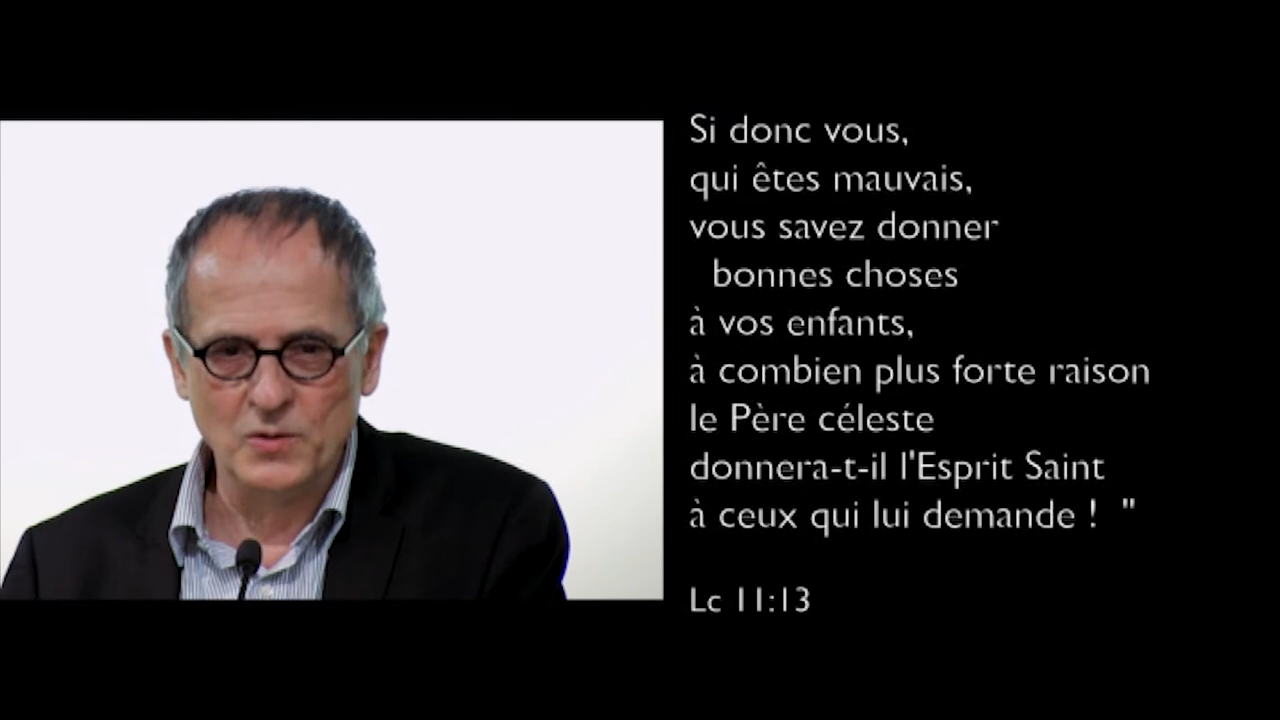 Si donc vous,
qui êtes mauvais,
vous savez donner
bonnes choses
à vos enfants,
à combien plus forte raison
le Père céleste
donnera-t-il l'Esprit Saint
à ceux qui lui demande ! "
Lc 11:13